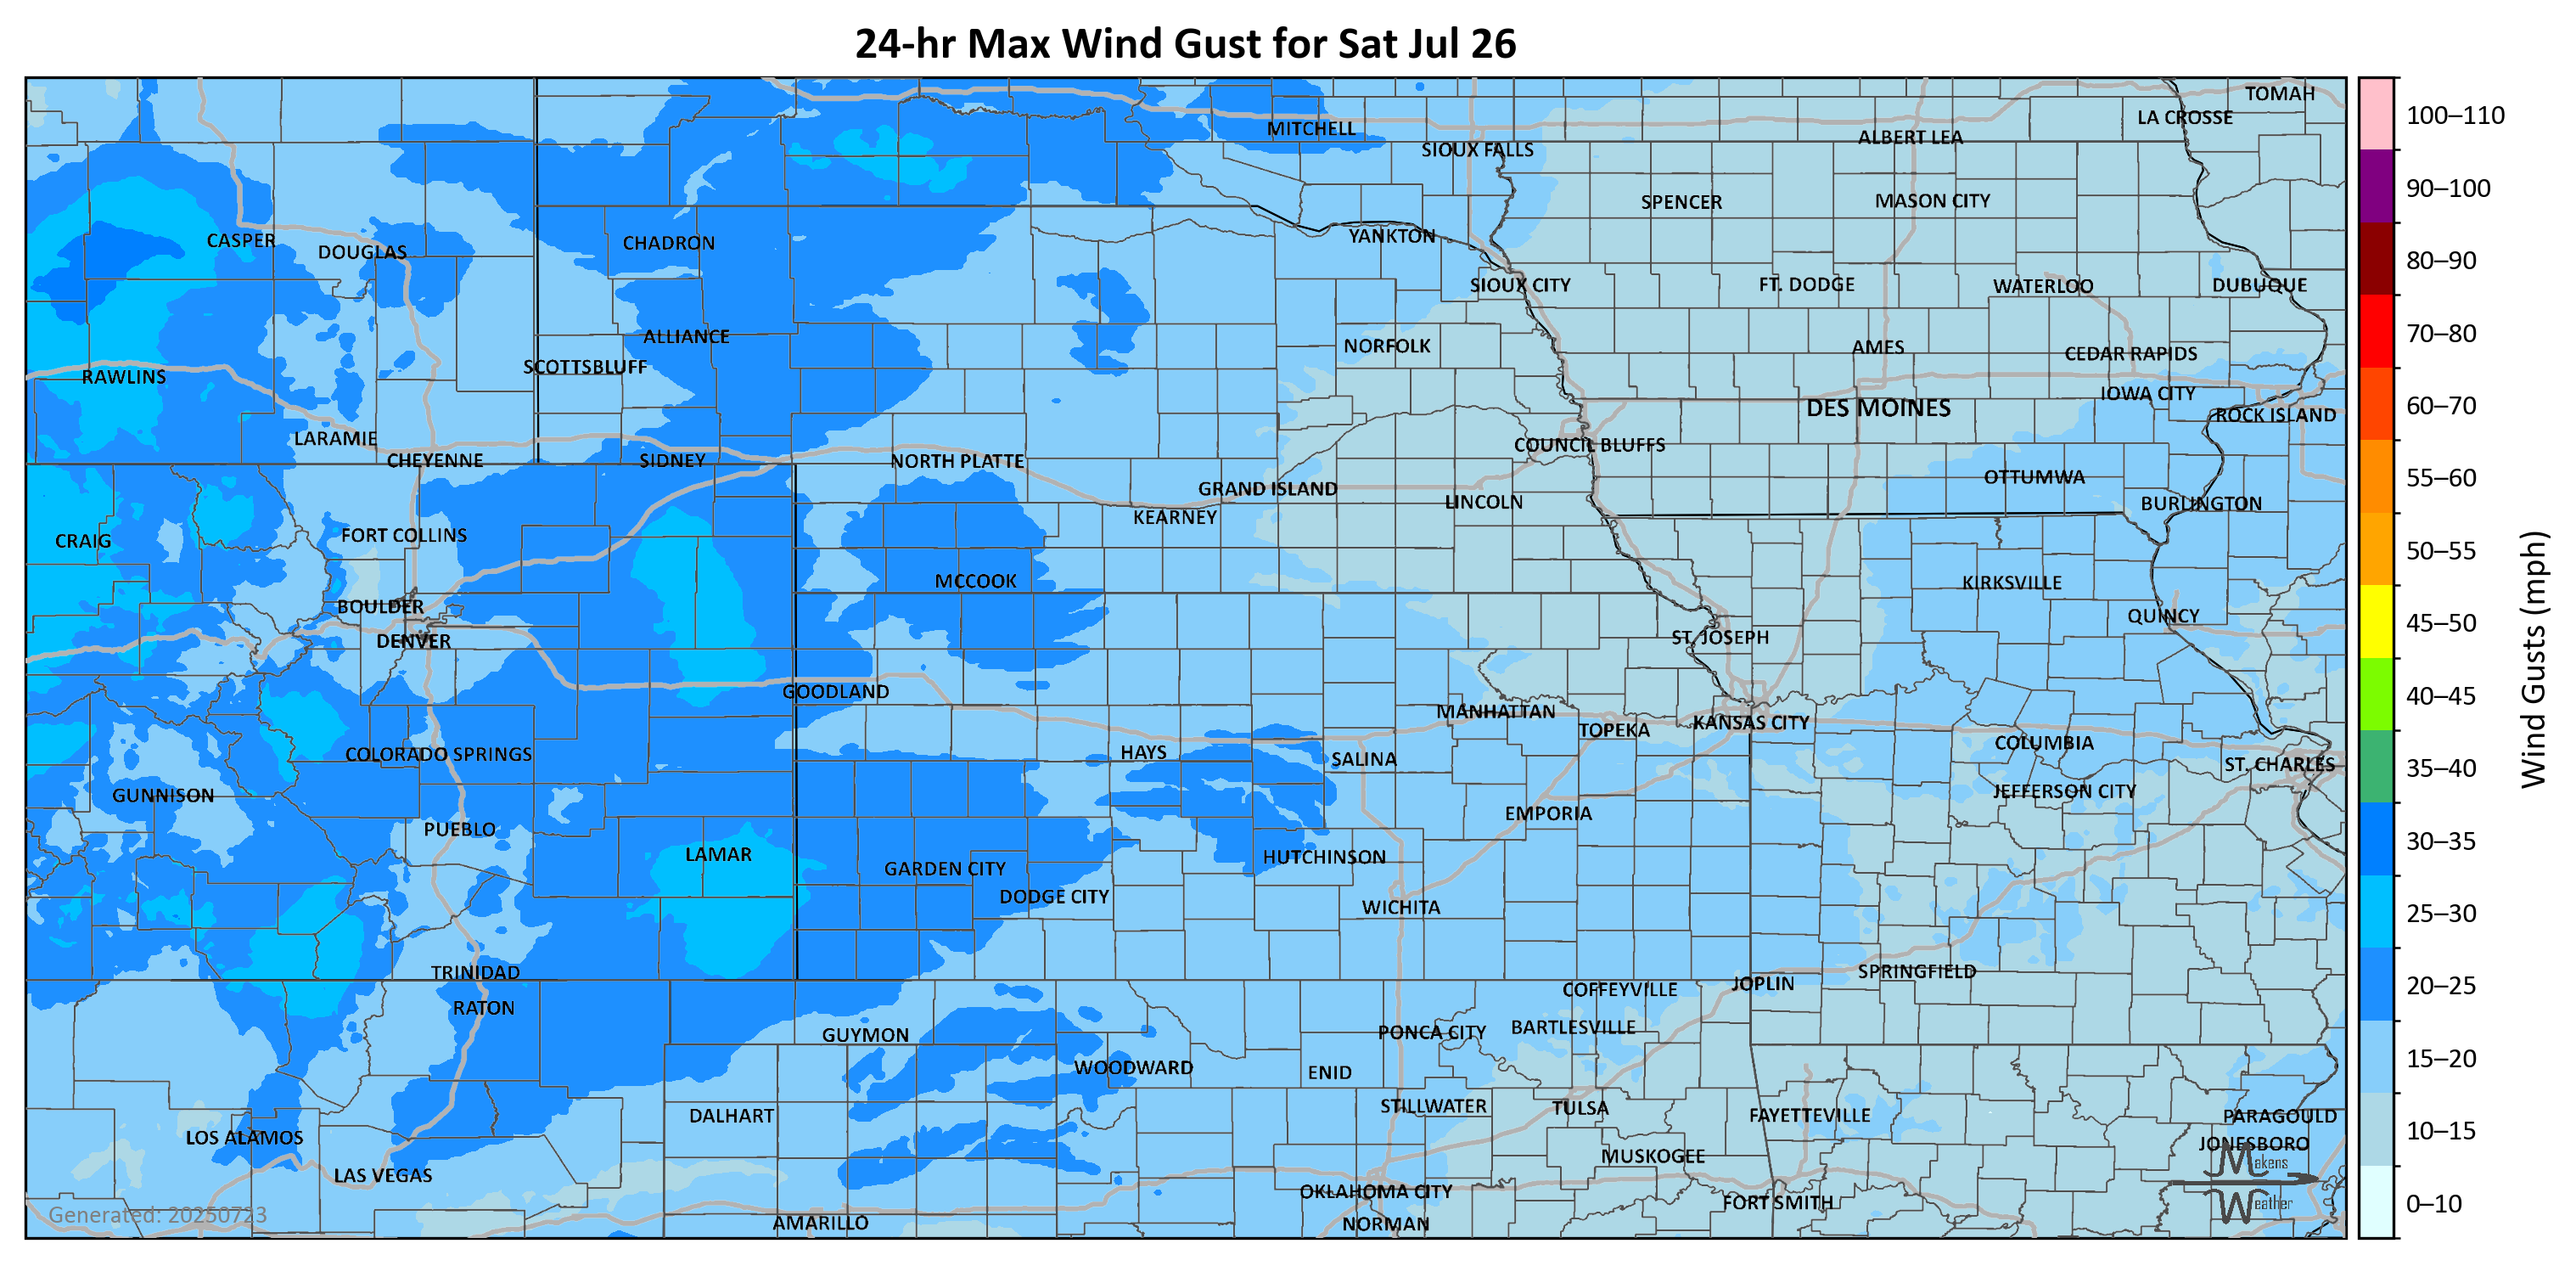 24-hr Max Wind Gust for Sat Jul 26
TOMAH
LA CROSSE
MITCHELL
ALBERT LEA
SIOUX FALLS
SPENCER
MASON CITY
CASPER
DOUGLAS
CHADRON
YANKTON
SIOUX CITY
FT. DODGE
WATERLOO
DUBUQUE
ALLIANCE
NORFOLK
AMES
CEDAR RAPIDS
RAWLINS
SCOTTSBLUFF
IOWA CITY
DES MOINES
ROCK ISLAND
LARAMIE
COUNCIL BLUFFS
CHEYENNE
SIDNEY
NORTH PLATTE
OTTUMWA
GRAND ISLAND
LINCOLN
BURLINGTON
KEARNEY
CRAIG
FORT COLLINS
MCCOOK
KIRKSVILLE
BOULDER
QUINCY
DENVER
ST. JOSEPH
GOODLAND
MANHATTAN
TOPEKA
KANSAS CITY
COLORADO SPRINGS
HAYS
SALINA
COLUMBIA
ST. CHARLES
GUNNISON
JEFFERSON CITY
PUEBLO
EMPORIA
LAMAR
GARDEN CITY
HUTCHINSON
DODGE CITY
WICHITA
TRINIDAD
SPRINGFIELD
JOPLIN
COFFEYVILLE
RATON
GUYMON
PONCA CITY
BARTLESVILLE
WOODWARD
ENID
DALHART
STILLWATER
TULSA
FAYETTEVILLE
PARAGOULD
LOS ALAMOS
JONESBORO
MUSKOGEE
LAS VEGAS
OKLAHOMA CITY
FORT SMITH
AMARILLO
NORMAN
Generated: 20250723
Makens
Weather
100–110
90–100
80–90
70–80
60–70
55–60
50–55
45–50
40–45
35–40
30–35
25–30
20–25
15–20
10–15
0–10
Wind Gusts (mph)